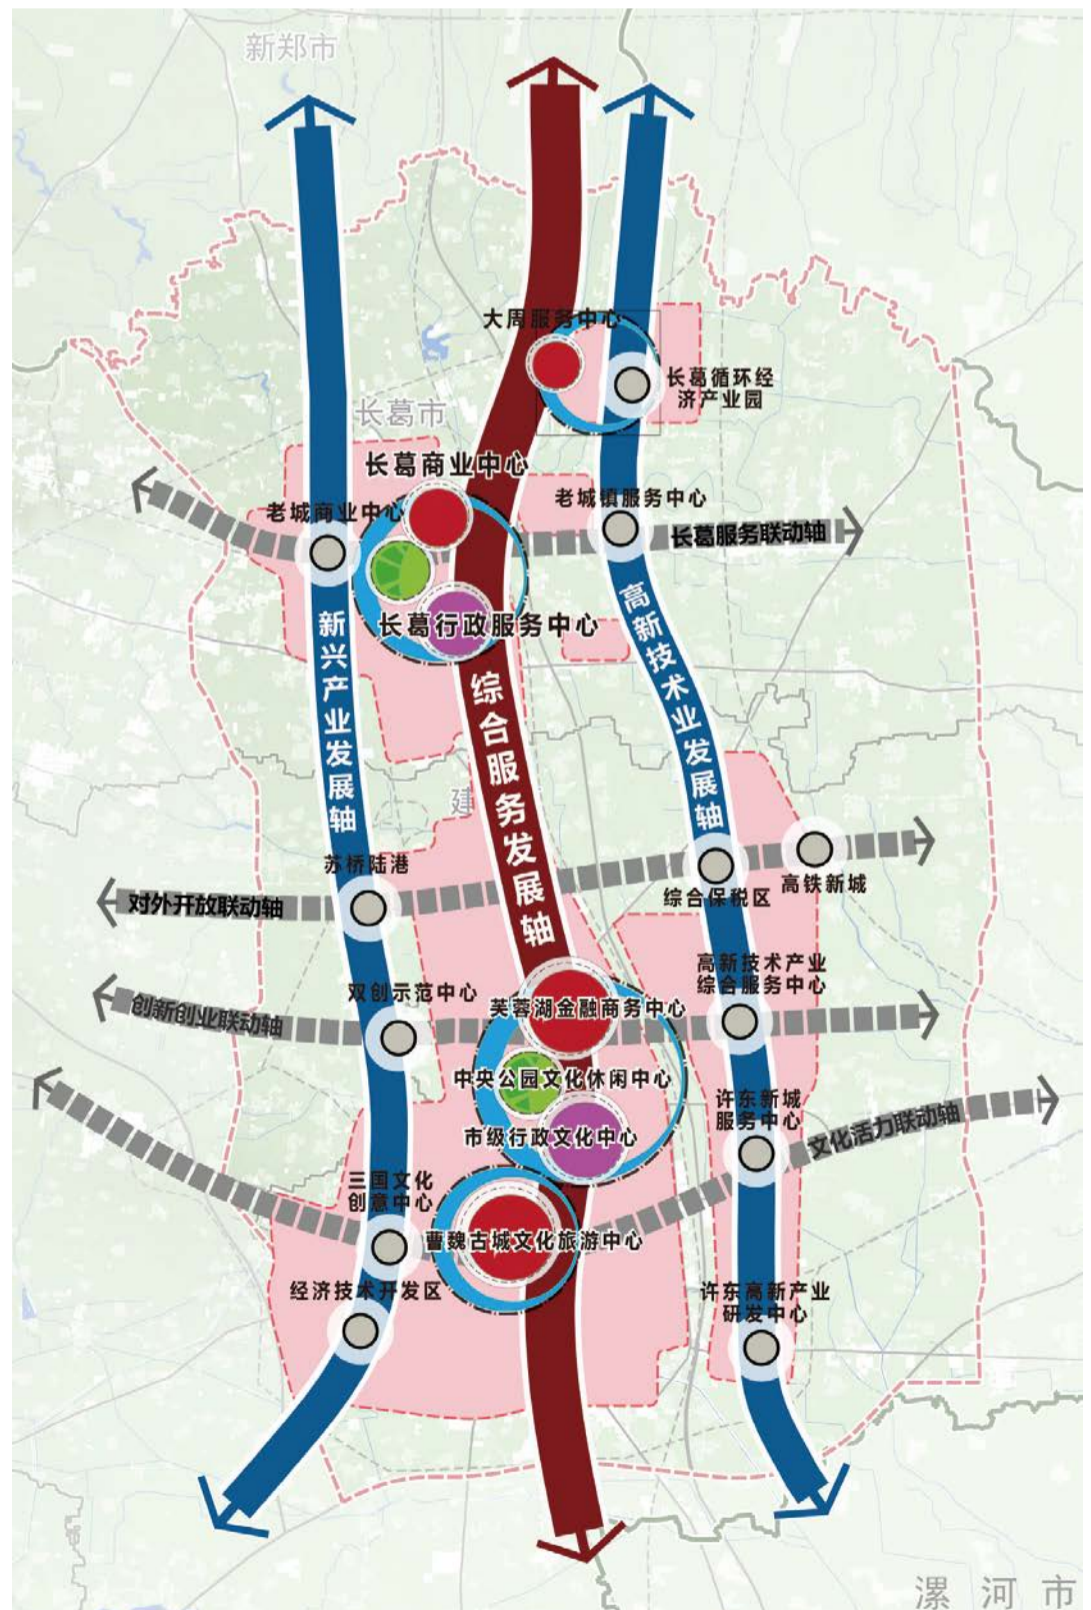 新郑市
大周服务中心
长葛循环经
济产业园
长葛市
长葛商业中心
老城商业中心
老城镇服务中心
长葛服务联动轴
长葛行政服务中心
新兴产业发展轴
综合服务发展轴
高新技术业发展轴
建
苏桥陆港
综合保税区
高铁新城
对外开放联动轴
双创示范中心
高新技术产业
综合服务中心
创新创业联动轴
芙蓉湖金融商务中心
中央公园文化休闲中心
市级行政文化中心
许东新城
服务中心
文化活力联动轴
三国文化
创意中心
曹魏古城文化旅游中心
经济技术开发区
许东高新产业
研发中心
漯河市